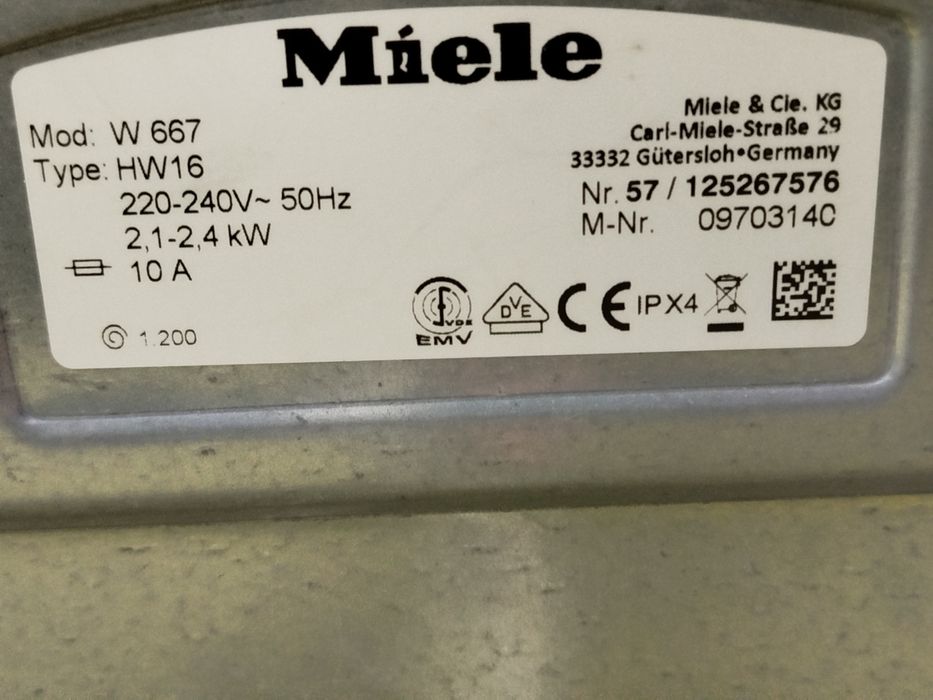 Miele
Mod: W 667
Type: HW16
220-240V~ 50Hz
2,1-2,4 kW
10 A
1.200
Miele & Cie. KG
Carl-Miele-Straße 29
33332 Gütersloh•Germany
Nr. 57 / 125267576
M-Nr. 09703140
VDE
EMV
DVE
CE IPX4